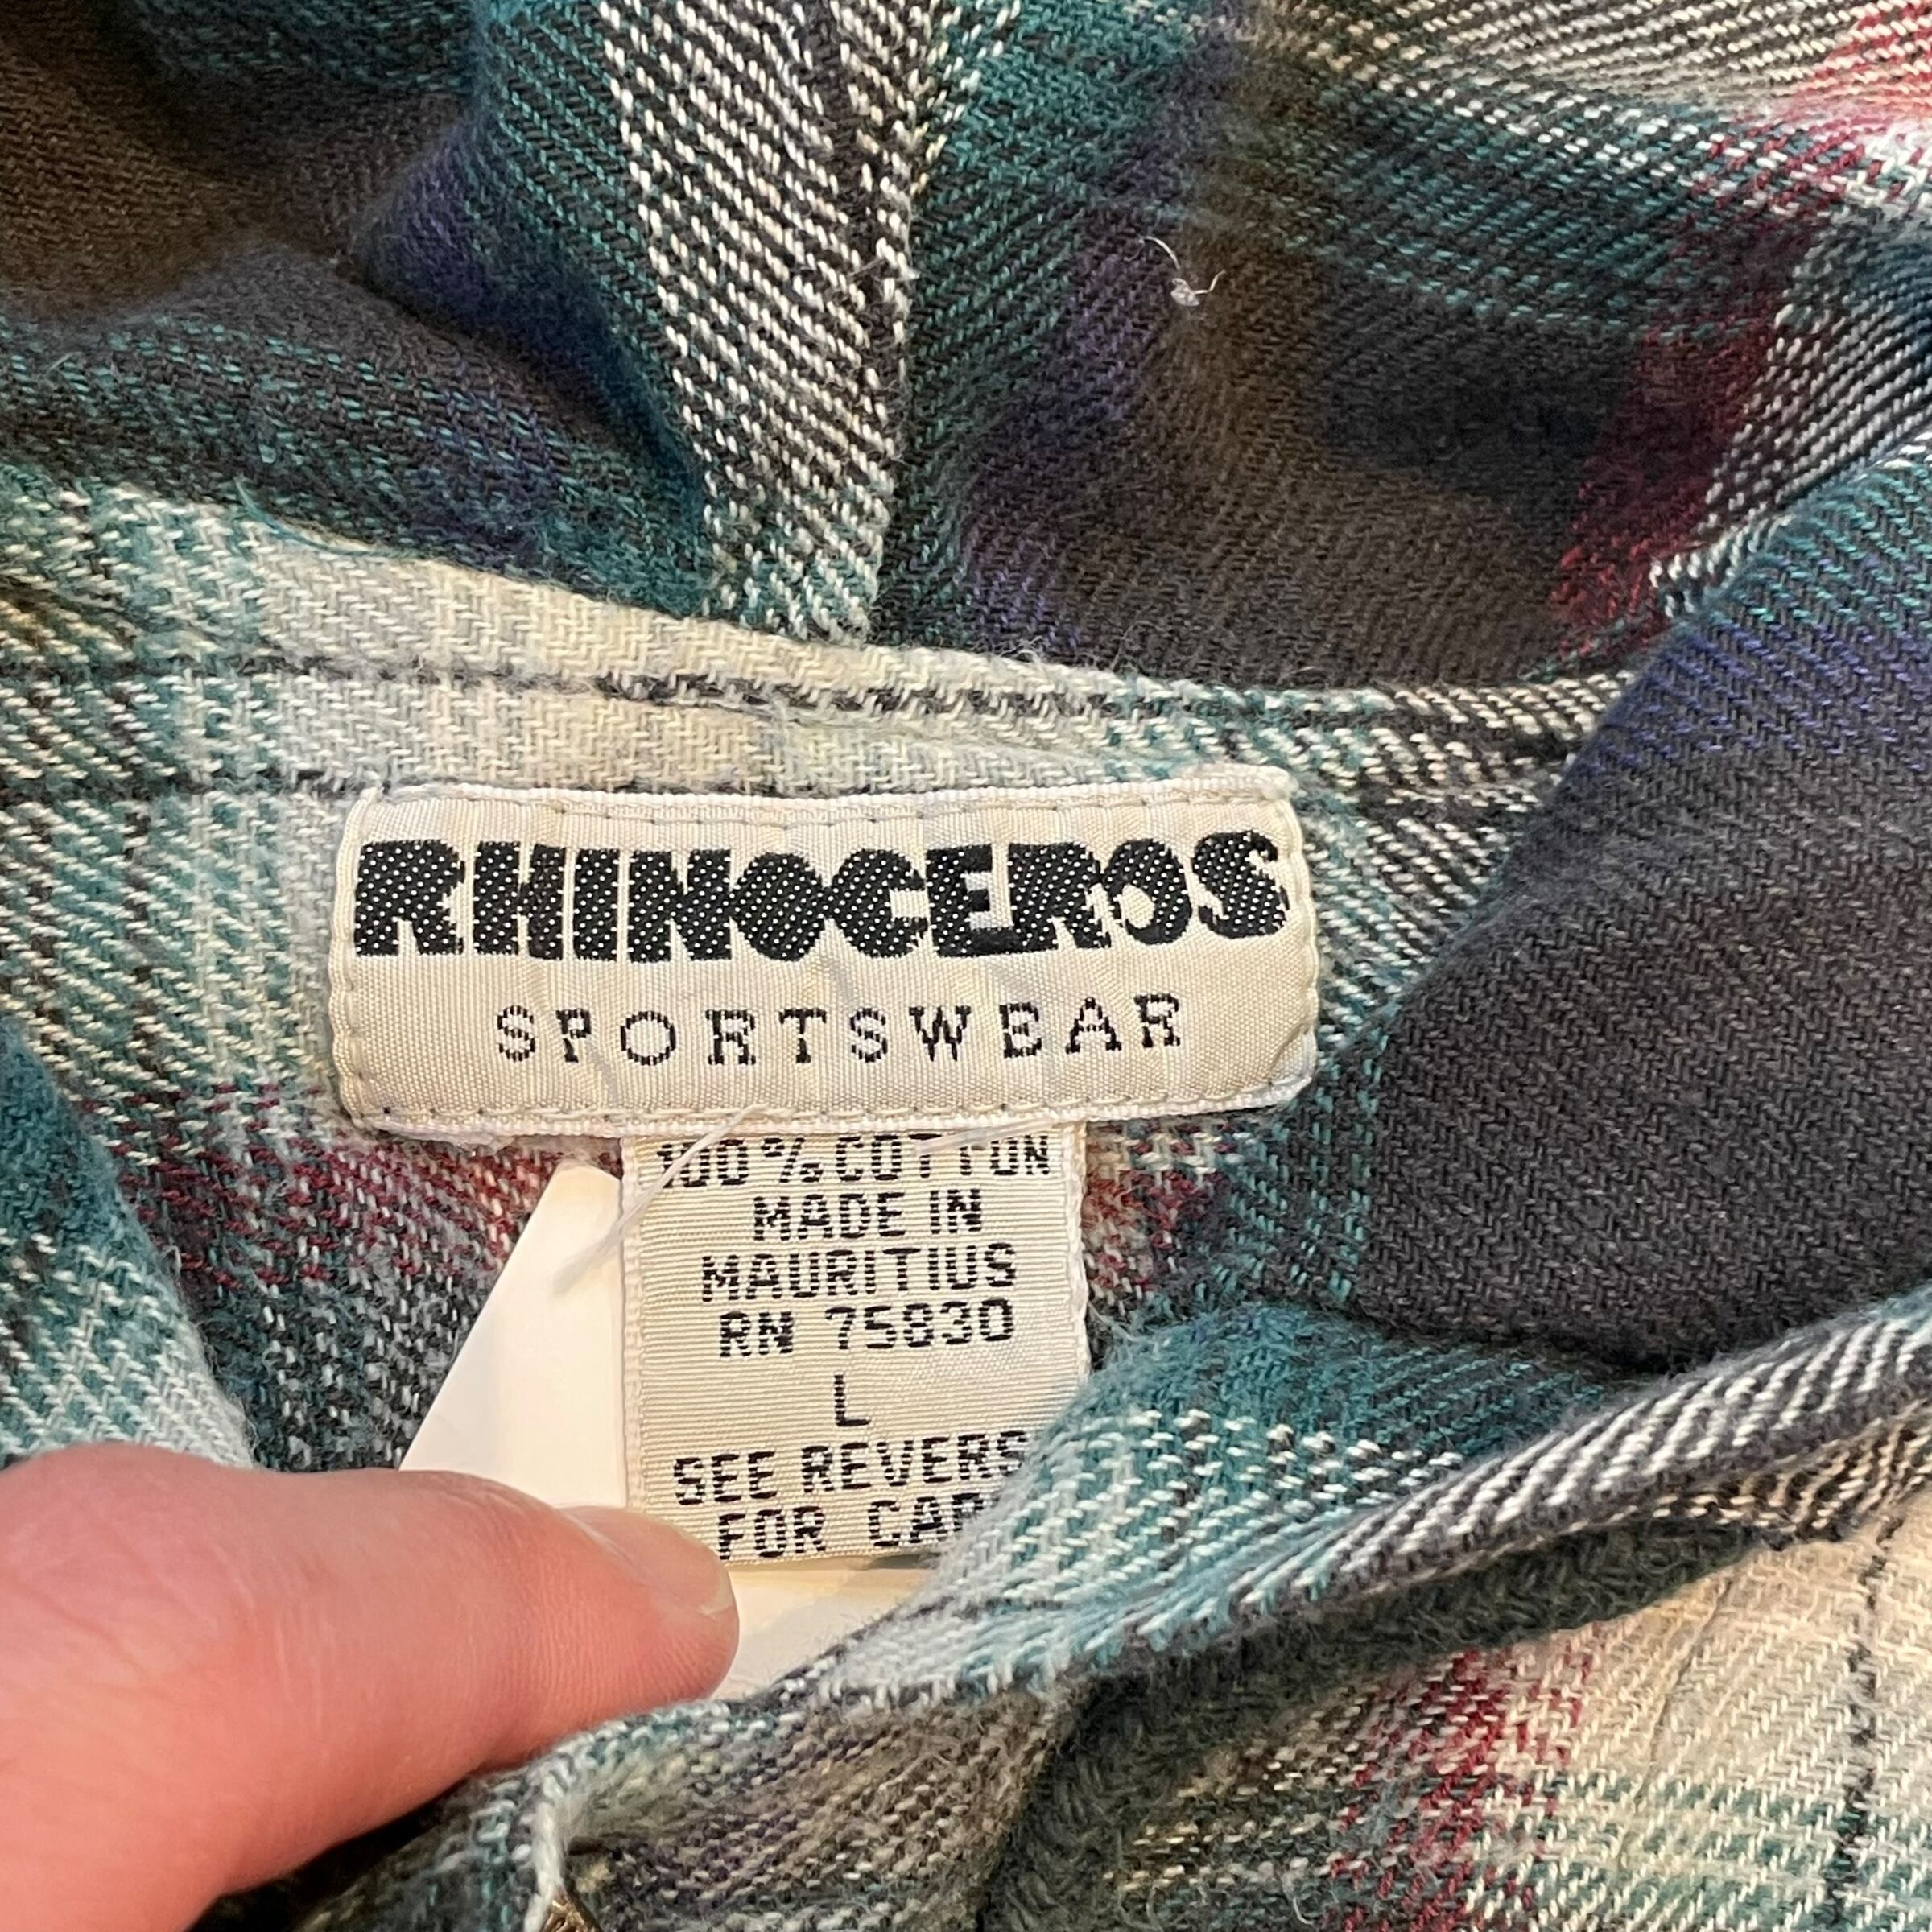 RHINOCEROS
SPORTSWEAR
100% COTTON
MADE IN
MAURITIUS
RN 75830
L
SEE REVERS
FOR CAR